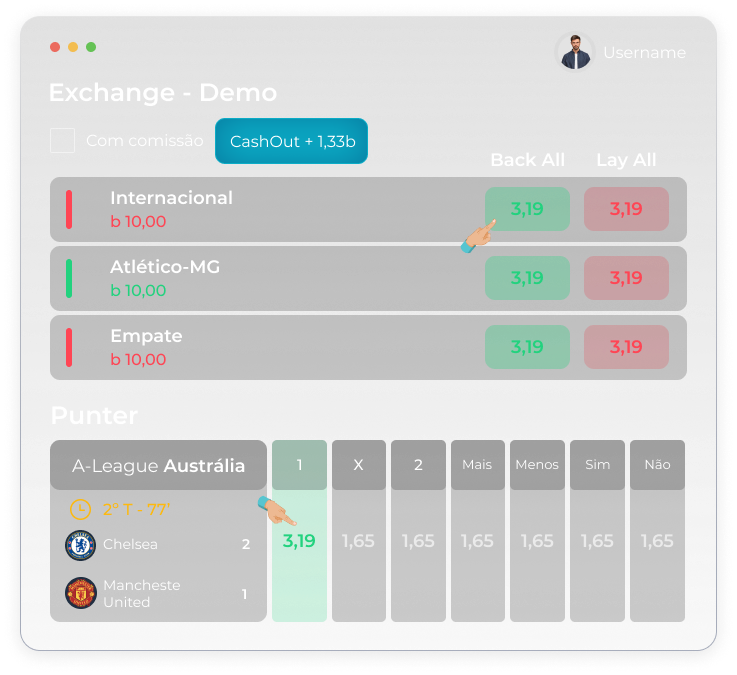 Username
Exchange - Demo
Com comissão
CashOut + 1,33b
Back All Lay All
Internacional
b 10,00
3,19 3,19
Atlético-MG
b 10,00
3,19 3,19
Empate
b 10,00
3,19 3,19
Punter
A-League Austrália 1 X 2 Mais Menos Sim Não
2º T - 77'
Chelsea 2
3,19 1,65 1,65 1,65 1,65 1,65 1,65
Mancheste
United 1